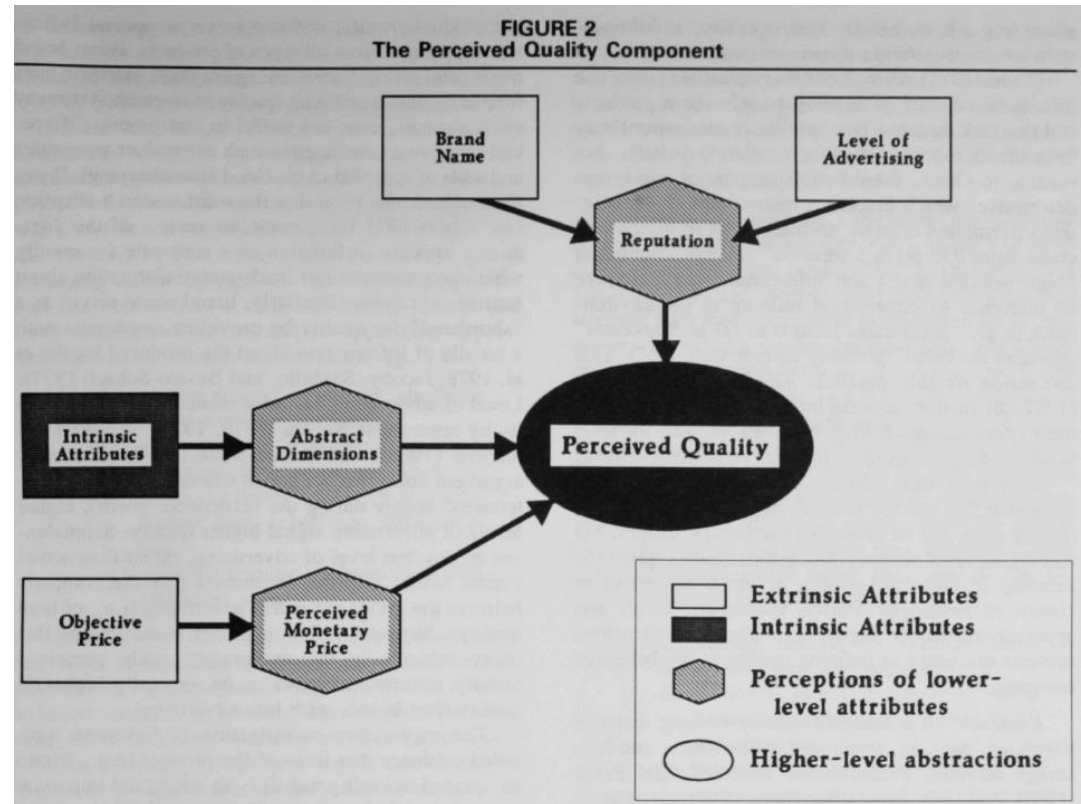 FIGURE 2
The Perceived Quality Component
Brand
Name
Level of
Advertising
Reputation
Intrinsic
Attributes
Abstract
Dimensions
Perceived Quality
Objective
Price
Perceived
Monetary
Price
Extrinsic Attributes
Intrinsic Attributes
Perceptions of lower-
level attributes
Higher-level abstractions